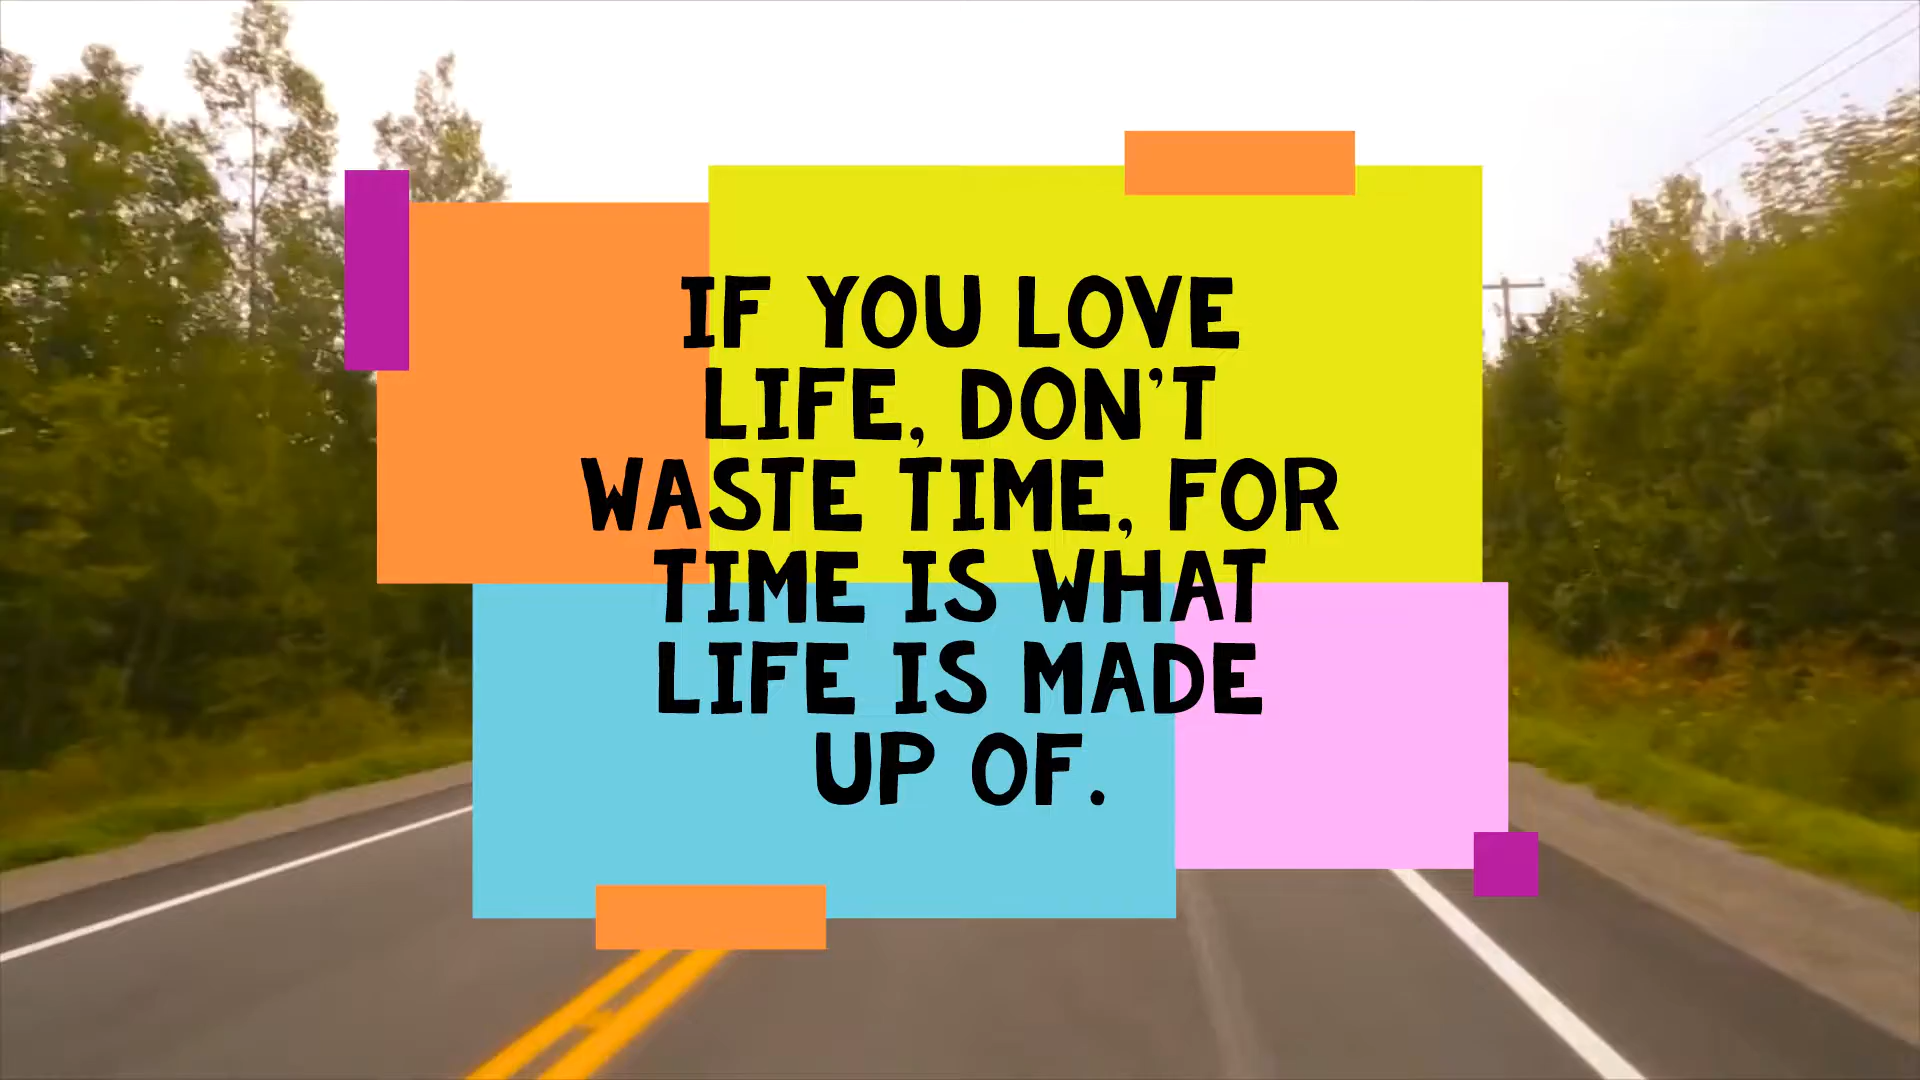 IF YOU LOVE
LIFE, DON'T
WASTE TIME, FOR
TIME IS WHAT
LIFE IS MADE
UP OF.